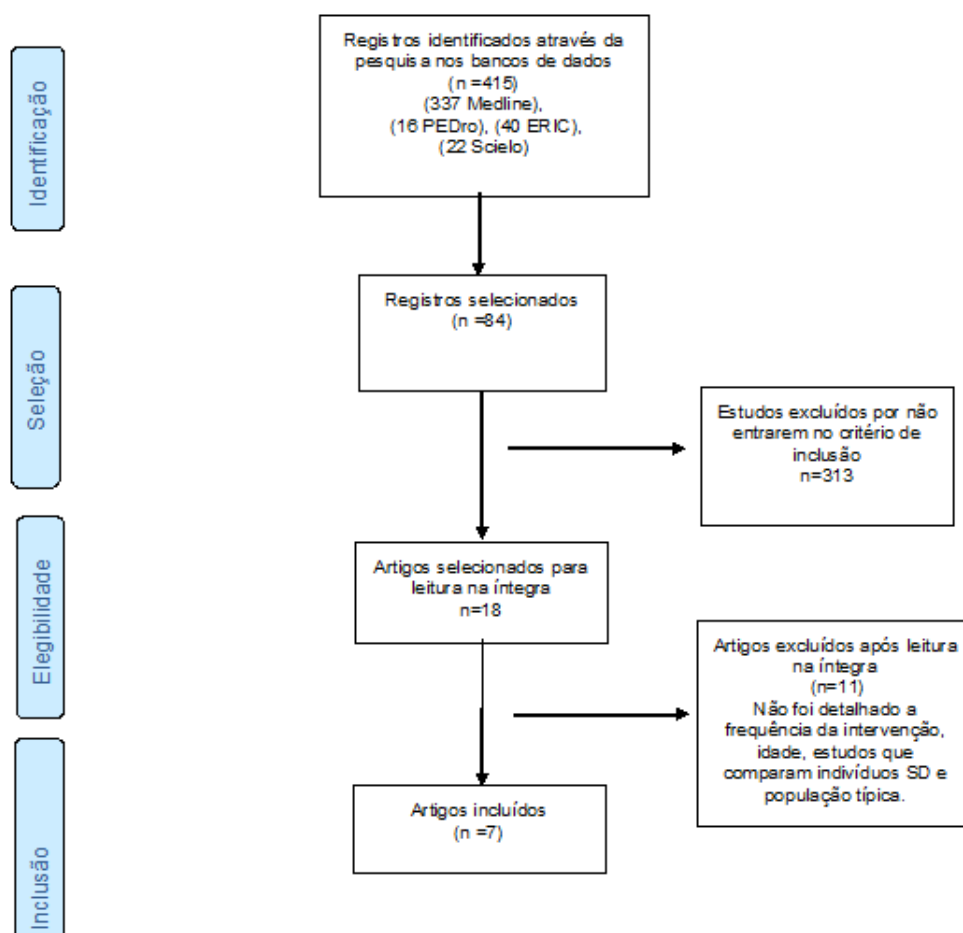 Identificação
Registros identificados através da
pesquisa nos bancos de dados
(n =415)
(337 Medline),
(16 PEDro), (40 ERIC),
(22 Scielo)
Seleção
Registros selecionados
(n =84)
Estudos excluídos por não
entrarem no critério de
inclusão
n=313
Elegibilidade
Artigos selecionados para
leitura na íntegra
n=18
Artigos excluídos após leitura
na íntegra
(n=11)
Não foi detalhado a
frequência da intervenção,
idade, estudos que
comparam indivíduos SD e
população típica.
Inclusão
Artigos incluídos
(n =7)